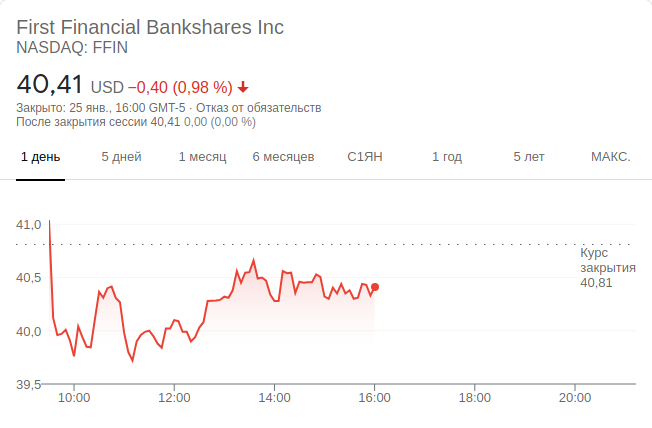 First Financial Bankshares Inc
NASDAQ: FFIN
40,41 USD −0,40 (0,98 %)
Закрыто: 25 янв., 16:00 GMT-5 · Отказ от обязательств
После закрытия сессии 40,41 0,00 (0,00 %)
1 день 5 дней 1 месяц 6 месяцев С1ЯН 1 год 5 лет МАКС.
41,0
Курс
закрытия
40,81
40,5
40,0
39,5
10:00 12:00 14:00 16:00 18:00 20:00